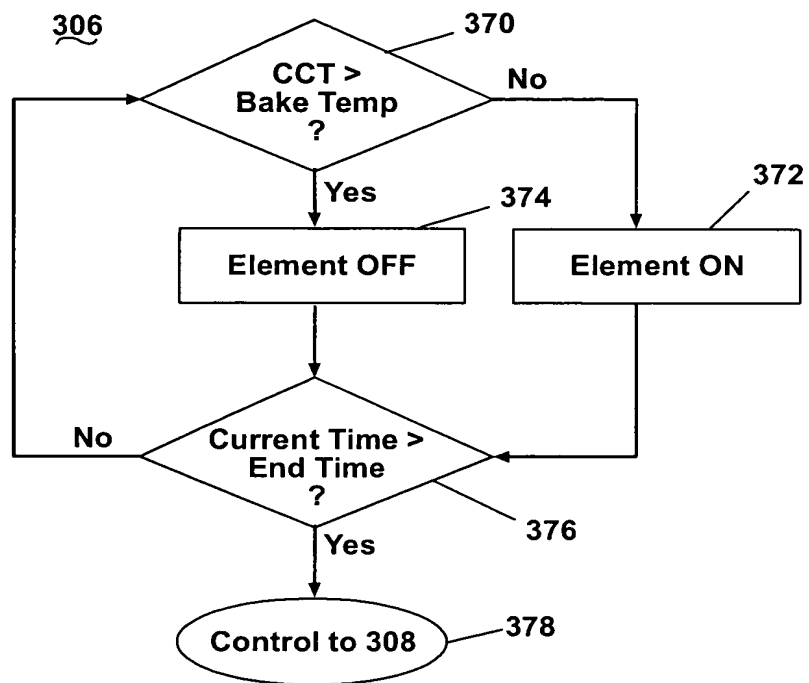 306
370
CCT >
Bake Temp
?
No
Yes
374
372
Element OFF
Element ON
No
Current Time >
End Time
?
376
Yes
Control to 308
378